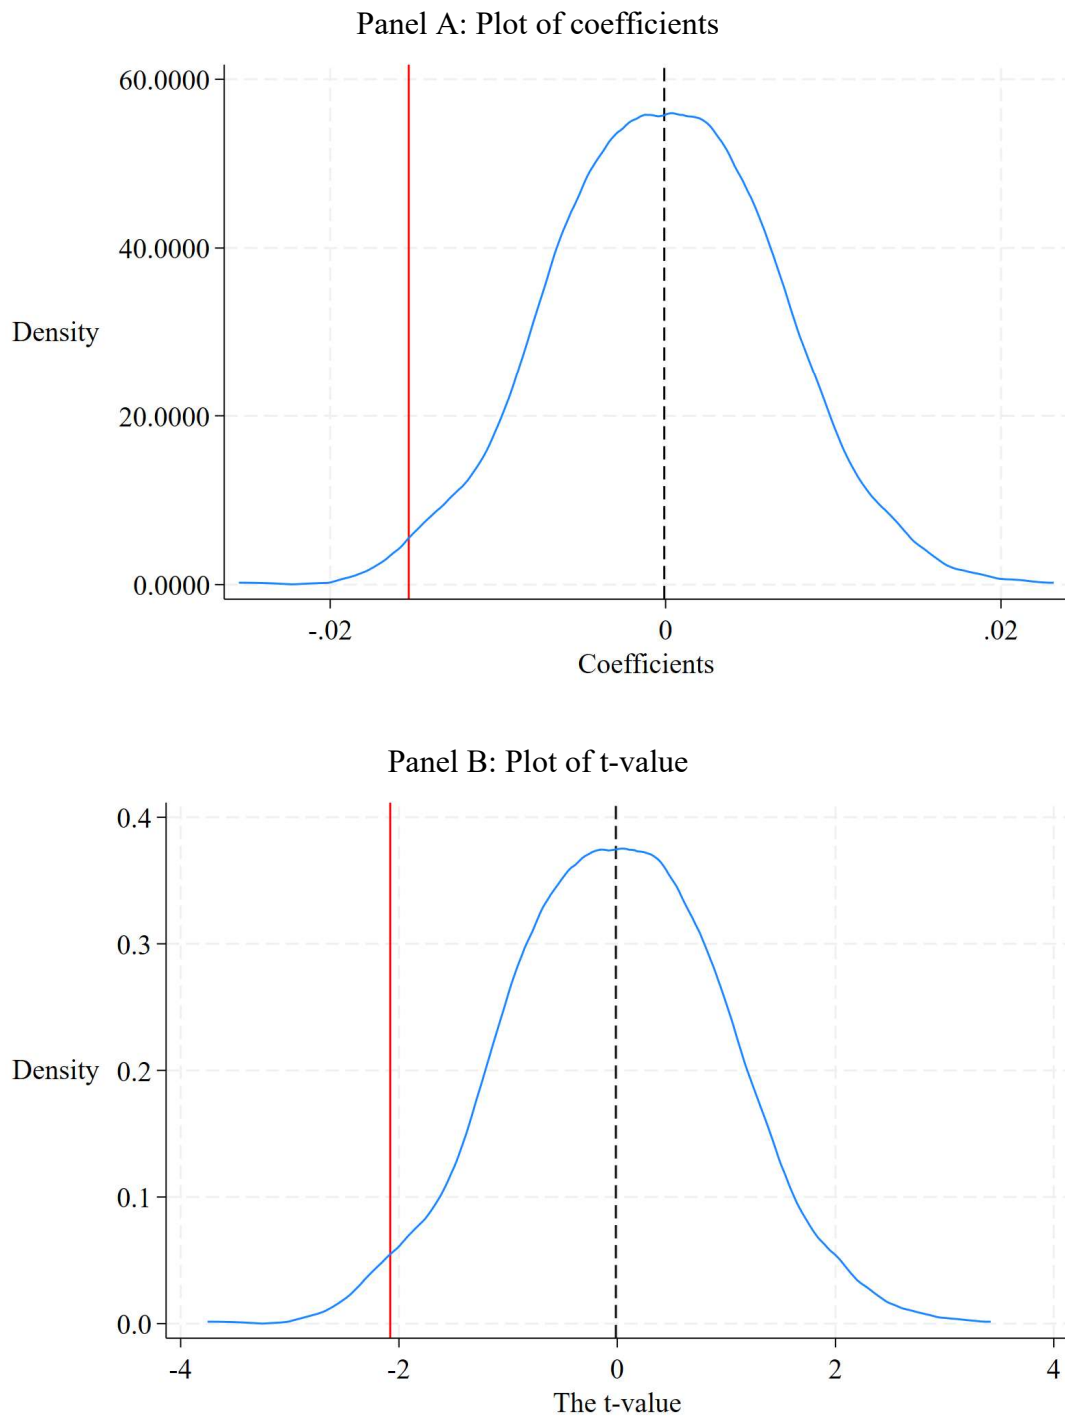 Panel A: Plot of coefficients
60.0000
40.0000
Density
20.0000
0.0000
-.02 0 .02
Coefficients
Panel B: Plot of t-value
0.4
0.3
Density 0.2
0.1
0.0
-4 -2 0 2 4
The t-value